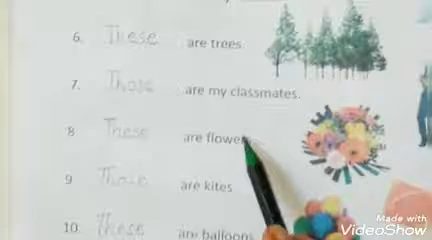 6. These are trees
7. Those are my classmates.
8 These are flowers
9 Those are kites
10. These are balloons
Made with
VideoShow